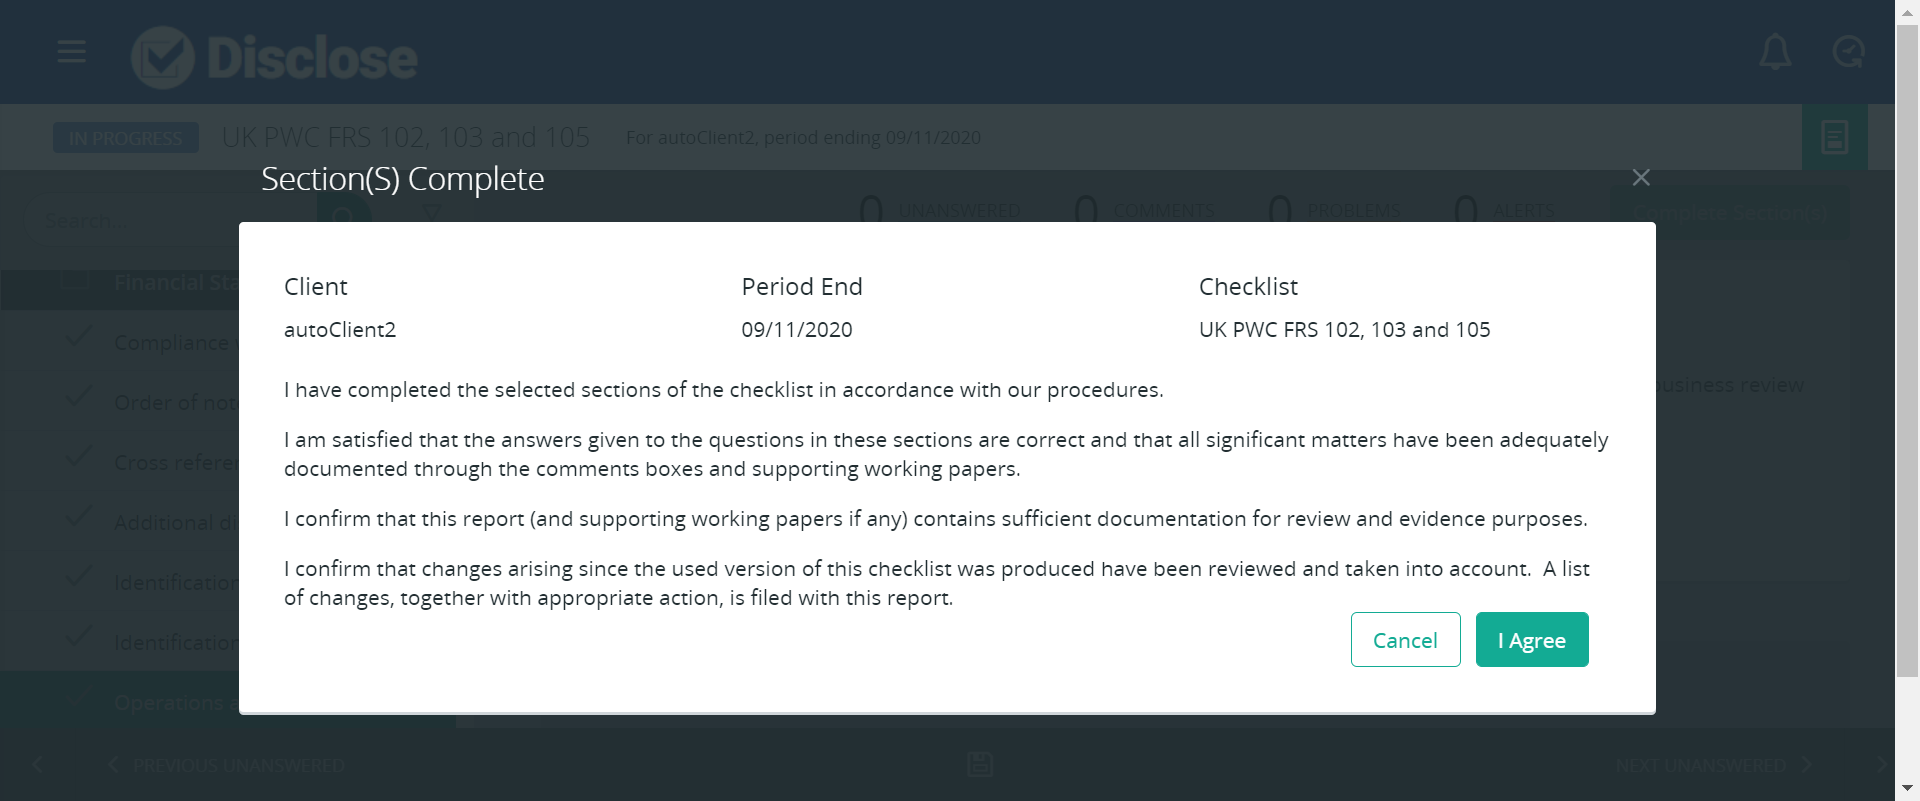 Disclose
IN PROGRESS UK PWC FRS 102, 103 and 105 For autoClient2, period ending 09/11/2020
Section(S) Complete
Search... 0 UNANSWERED 0 COMMENTS 0 PROBLEMS 0 ALERTS Complete Section(s)
Financial Sta
Client Period End Checklist
autoClient2 09/11/2020 UK PWC FRS 102, 103 and 105
Compliance
I have completed the selected sections of the checklist in accordance with our procedures.
business review
Order of not
I am satisfied that the answers given to the questions in these sections are correct and that all significant matters have been adequately
documented through the comments boxes and supporting working papers.
Cross refere
I confirm that this report (and supporting working papers if any) contains sufficient documentation for review and evidence purposes.
Additional di
I confirm that changes arising since the used version of this checklist was produced have been reviewed and taken into account. A list
of changes, together with appropriate action, is filed with this report.
Identification
Identification
Cancel I Agree
Operations a
PREVIOUS UNANSWERED NEXT UNANSWERED